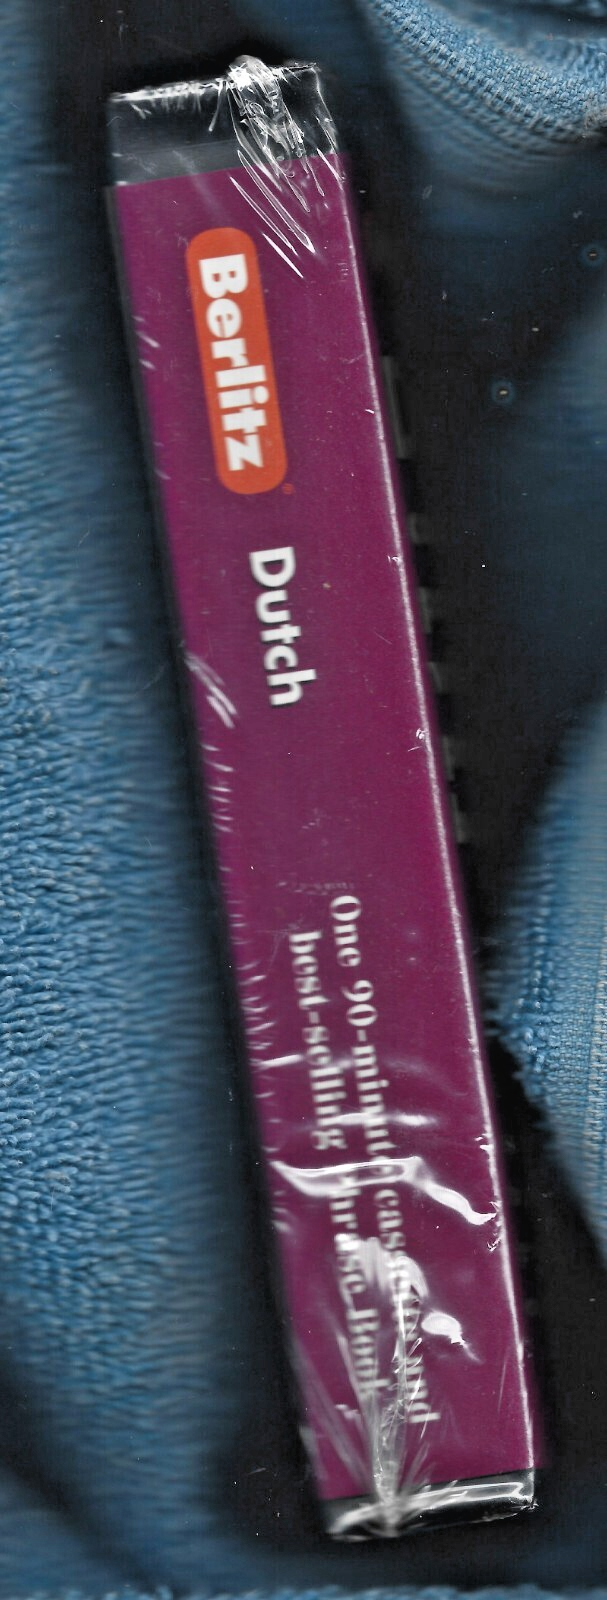 Berlitz®
Dutch
One 90-minute cassette and
best-selling Phrase Book